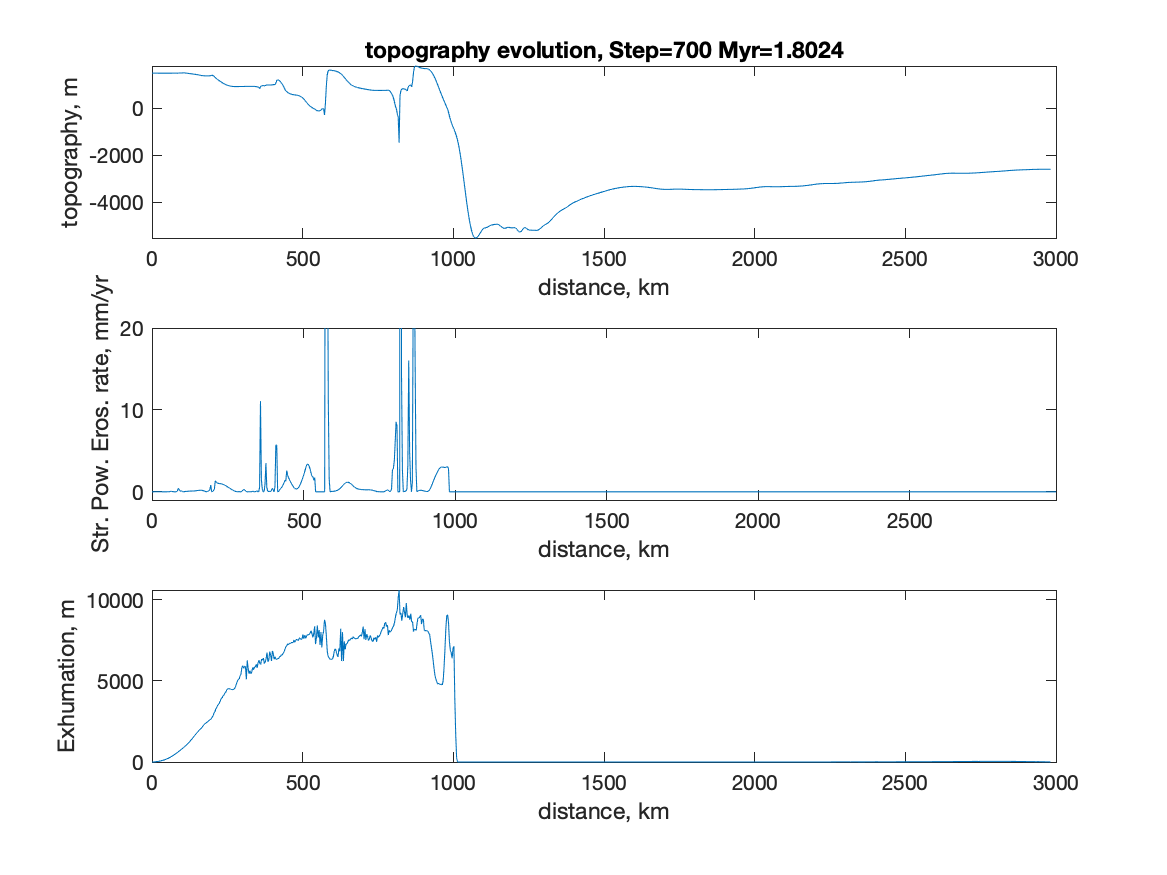 topography evolution, Step=700 Myr=1.8024
topography, m
0
-2000
-4000
0 500 1000 1500 2000 2500 3000
distance, km
Str. Pow. Eros. rate, mm/yr
20
10
0
0 500 1000 1500 2000 2500
distance, km
Exhumation, m
10000
5000
0
0 500 1000 1500 2000 2500 3000
distance, km